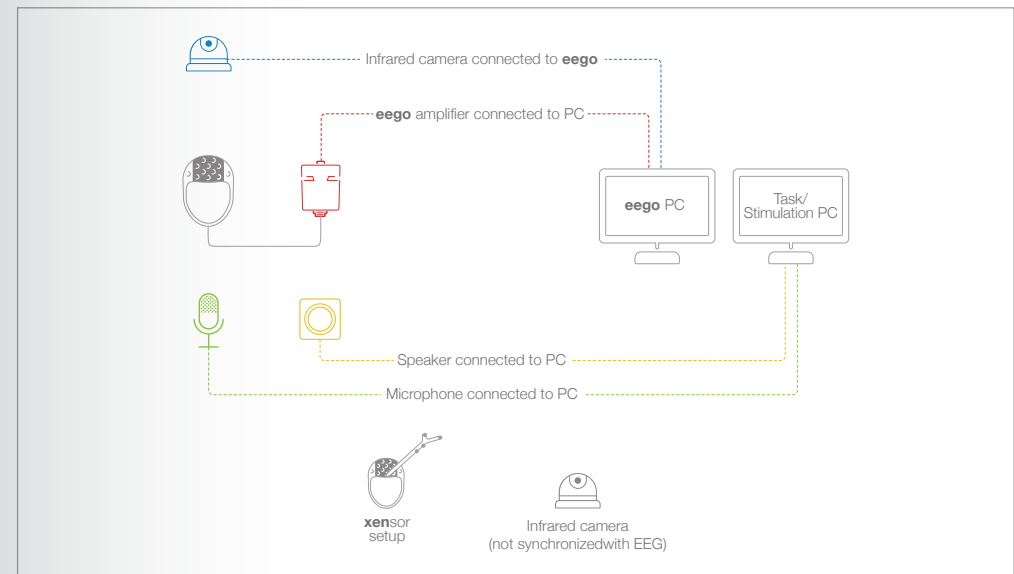 Infrared camera connected to eego
eego amplifier connected to PC
eego PC
Task/
Stimulation PC
Speaker connected to PC
Microphone connected to PC
xensor
setup
Infrared camera
(not synchronizedwith EEG)